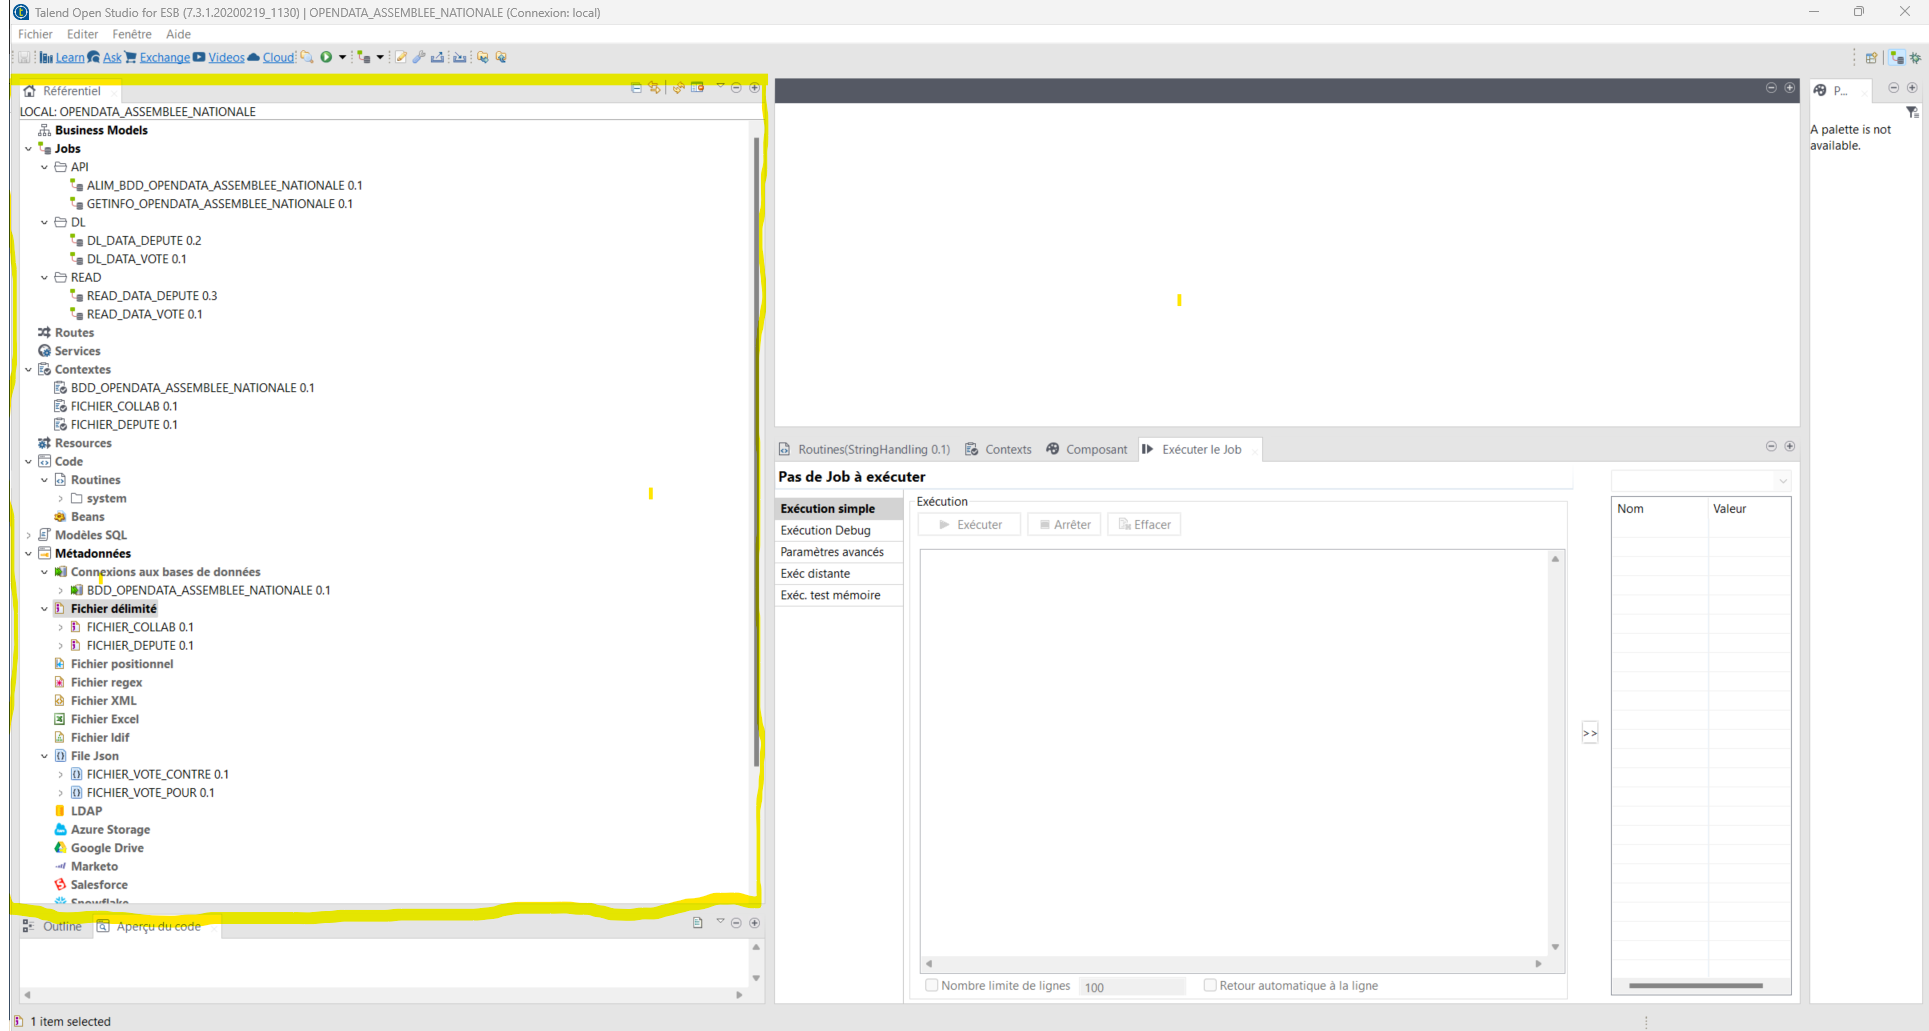 Talend Open Studio for ESB (7.3.1.20200219_1130) | OPENDATA_ASSEMBLEE_NATIONALE (Connexion: local)
Fichier Editer Fenêtre Aide
Learn Ask Exchange Videos Cloud
Référentiel
LOCAL: OPENDATA_ASSEMBLEE_NATIONALE
Business Models
Jobs
API
ALIM_BDD_OPENDATA_ASSEMBLEE_NATIONALE 0.1
GETINFO_OPENDATA_ASSEMBLEE_NATIONALE 0.1
DL
DL_DATA_DEPUTE 0.2
DL_DATA_VOTE 0.1
READ
READ_DATA_DEPUTE 0.3
READ_DATA_VOTE 0.1
Routes
Services
Contextes
BDD_OPENDATA_ASSEMBLEE_NATIONALE 0.1
FICHIER_COLLAB 0.1
FICHIER_DEPUTE 0.1
Resources
Code
Routines
system
Beans
Modèles SQL
Métadonnées
Connexions aux bases de données
BDD_OPENDATA_ASSEMBLEE_NATIONALE 0.1
Fichier délimité
FICHIER_COLLAB 0.1
FICHIER_DEPUTE 0.1
Fichier positionnel
Fichier regex
Fichier XML
Fichier Excel
Fichier ldif
File Json
FICHIER_VOTE_CONTRE 0.1
FICHIER_VOTE_POUR 0.1
LDAP
Azure Storage
Google Drive
Marketo
Salesforce
Snowflake
Outline Aperçu du code
1 item selected
Routines(StringHandling 0.1) Contexts Composant Exécuter le Job
Pas de Job à exécuter
Exécution simple
Exécution Debug
Paramètres avancés
Exéc distante
Exéc. test mémoire
Exécution
Exécuter Arrêter Effacer
Nombre limite de lignes 100 Retour automatique à la ligne
>>
Nom Valeur
P...
A palette is not
available.